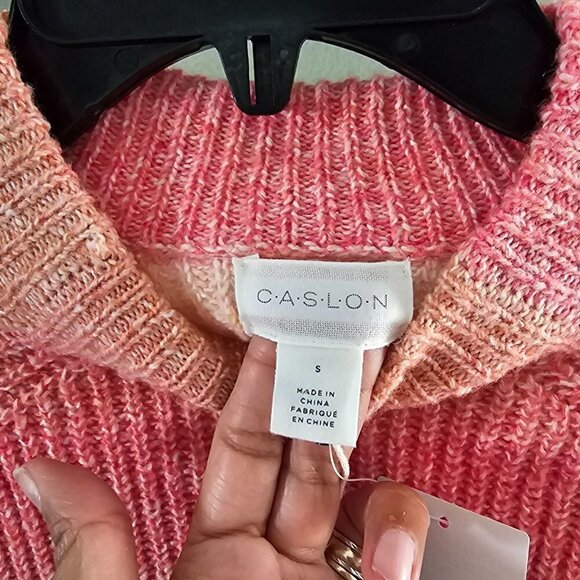 C·A·S·L·O·N
S
MADE IN
CHINA
FABRIQUÉ
EN CHINE